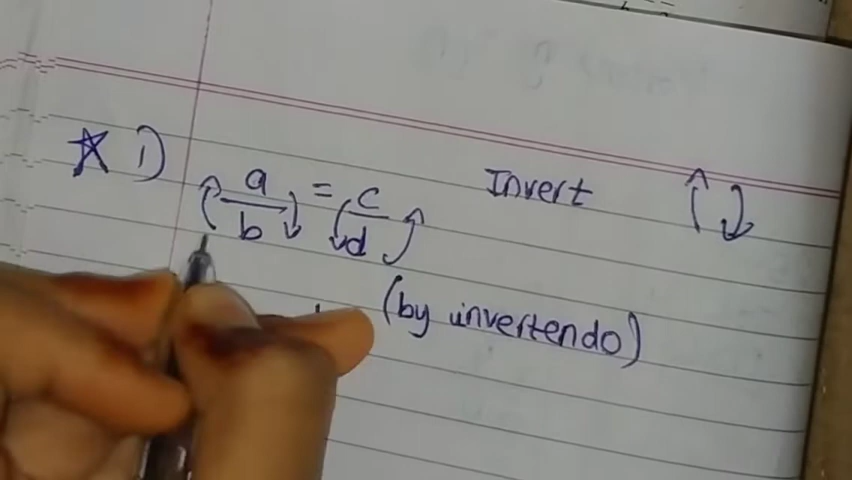 1) a/b = c/d Invert
(by invertendo)